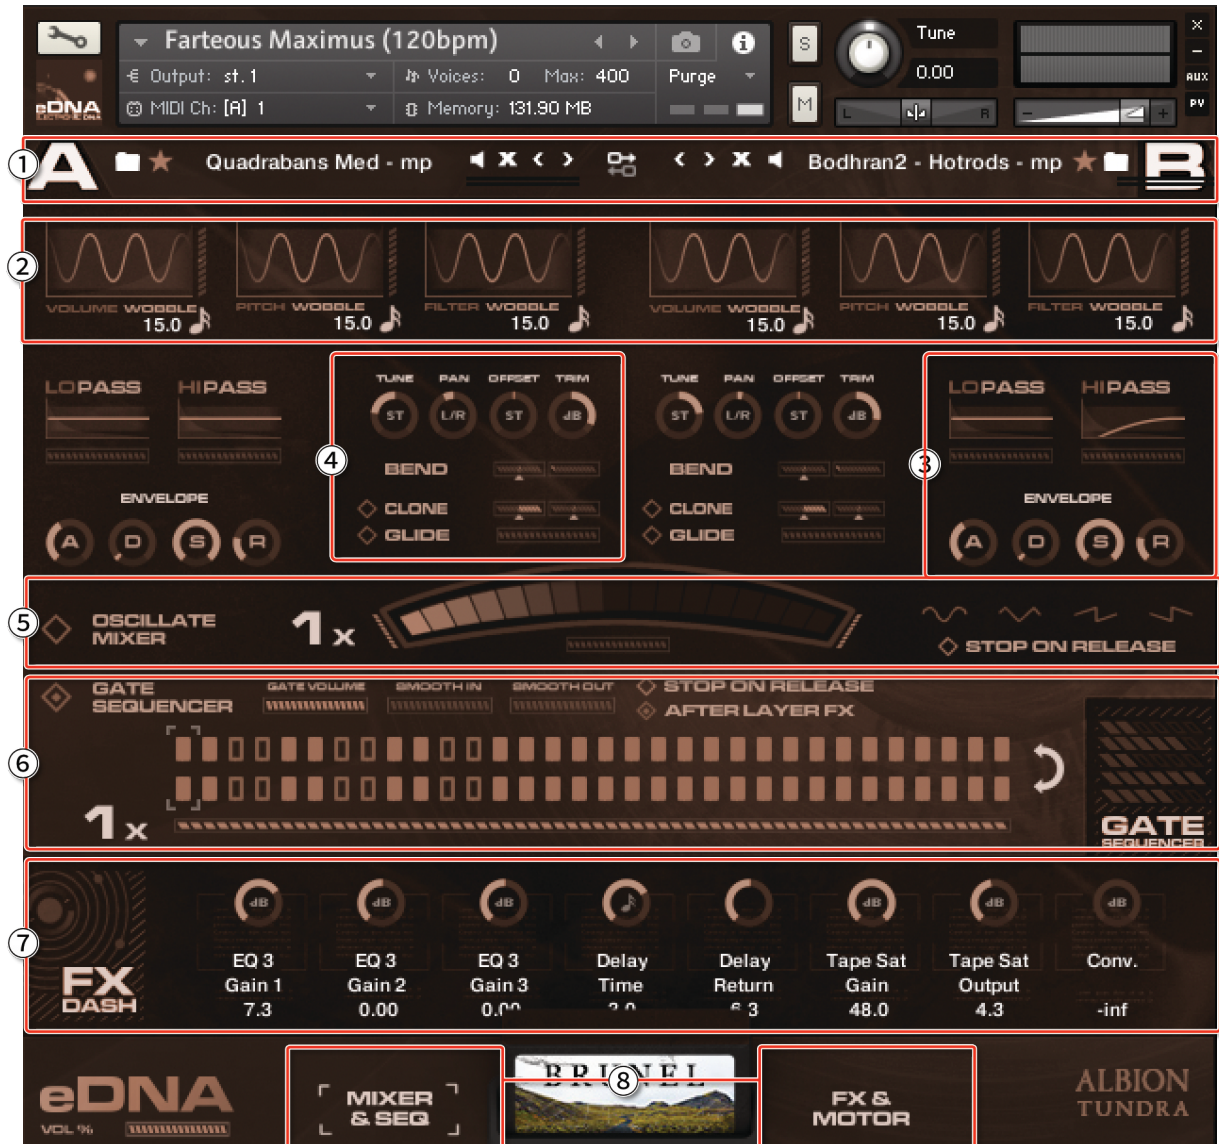 Farteous Maximus (120bpm)
S
Tune
x
Output: st.1
Voices: 0 Max: 400
Purge
0.00
AUX
eDNA
MIDI Ch: [A] 1
Memory: 131.90 MB
M
L R
- +
PV
1
A
Quadrabans Med - mp
x < >
< > x
Bodhran2 - Hotrods - mp
B
2
VOLUME WOBBLE
15.0
PITCH WOBBLE
15.0
FILTER WOBBLE
15.0
VOLUME WOBBLE
15.0
PITCH WOBBLE
15.0
FILTER WOBBLE
15.0
LOPASS HIPASS
ENVELOPE
A D S R
4
TUNE PAN OFFSET TRIM
ST L/R ST dB
BEND
CLONE
GLIDE
TUNE PAN OFFSET TRIM
ST L/R ST dB
BEND
CLONE
GLIDE
3
LOPASS HIPASS
ENVELOPE
A D S R
5
OSCILLATE
MIXER
1x
STOP ON RELEASE
6
GATE
SEQUENCER
GATE VOLUME
SMOOTH IN
SMOOTH OUT
STOP ON RELEASE
AFTER LAYER FX
1x
GATE
SEQUENCER
7
FX
DASH
dB dB dB dB dB dB
EQ 3 EQ 3 EQ 3 Delay Delay Tape Sat Tape Sat Conv.
Gain 1 Gain 2 Gain 3 Time Return Gain Output
7.3 0.00 0.00 48.0 4.3 -inf
eDNA
VOL %
MIXER
& SEQ
8
FX &
MOTOR
ALBION
TUNDRA